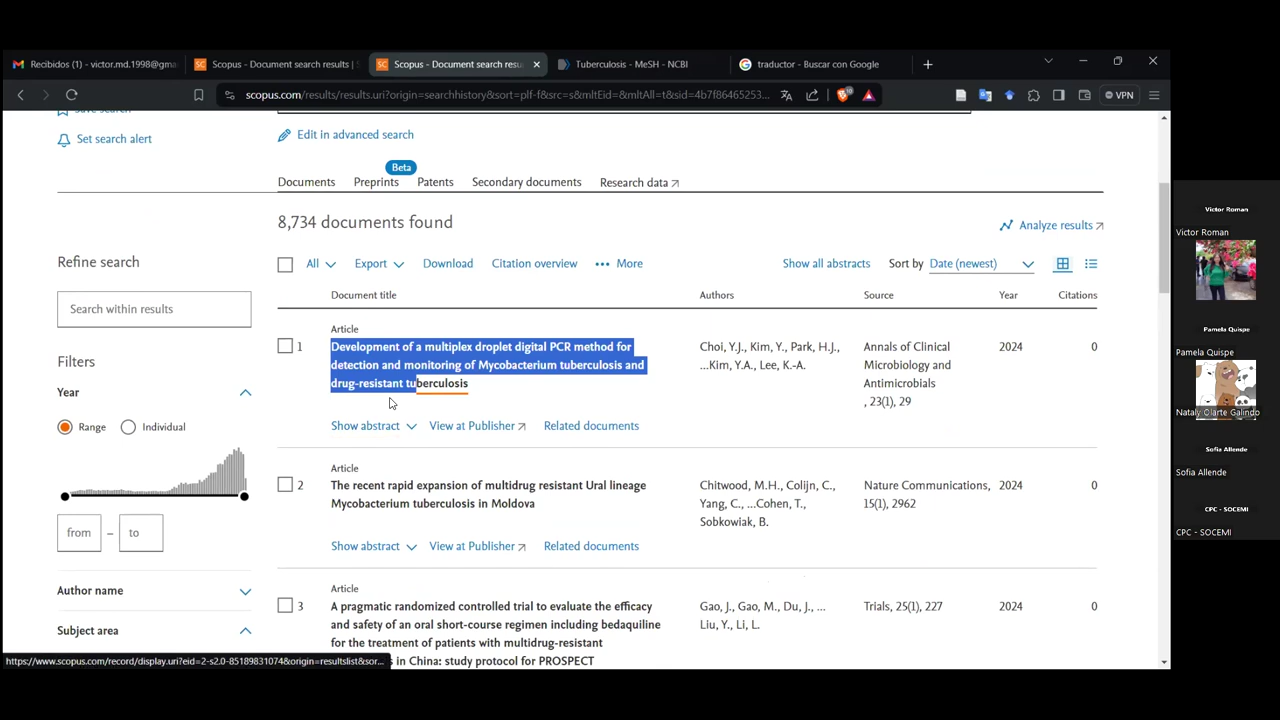 Recibidos (1) - victor.md.1998@gma
Scopus - Document search results | S
Scopus - Document search resu
Tuberculosis - MeSH - NCBI
traductor - Buscar con Google
scopus.com/results/results.uri?origin=searchhistory&sort=plf-f&src=s&mltEid=&mltAll=t&sid=4b7f86465253...
VPN
Set search alert
Edit in advanced search
Beta
Documents
Preprints
Patents
Secondary documents
Research data
8,734 documents found
Analyze results
Refine search
Search within results
Filters
Year
Range
Individual
from
–
to
Author name
Subject area
All
Export
Download
Citation overview
More
Show all abstracts
Sort by
Date (newest)
Document title
Authors
Source
Year
Citations
Article
1
Development of a multiplex droplet digital PCR method for
detection and monitoring of Mycobacterium tuberculosis and
drug-resistant tuberculosis
Choi, Y.J., Kim, Y., Park, H.J.,
...Kim, Y.A., Lee, K.-A.
Annals of Clinical
Microbiology and
Antimicrobials
, 23(1), 29
2024
0
Show abstract
View at Publisher
Related documents
Article
2
The recent rapid expansion of multidrug resistant Ural lineage
Mycobacterium tuberculosis in Moldova
Chitwood, M.H., Colijn, C.,
Yang, C., ...Cohen, T.,
Sobkowiak, B.
Nature Communications,
15(1), 2962
2024
0
Show abstract
View at Publisher
Related documents
Article
3
A pragmatic randomized controlled trial to evaluate the efficacy
and safety of an oral short-course regimen including bedaquiline
for the treatment of patients with multidrug-resistant
s in China: study protocol for PROSPECT
Gao, J., Gao, M., Du, J., ...
Liu, Y., Li, L.
Trials, 25(1), 227
2024
0
https://www.scopus.com/record/display.uri?eid=2-s2.0-85189831074&origin=resultslist&sor...
Victor Roman
Victor Roman
Pamela Quispe
Pamela Quispe
Nataly Clarte Galindo
Sofia Allende
Sofia Allende
CPC - SOCEMI
CPC - SOCEMI